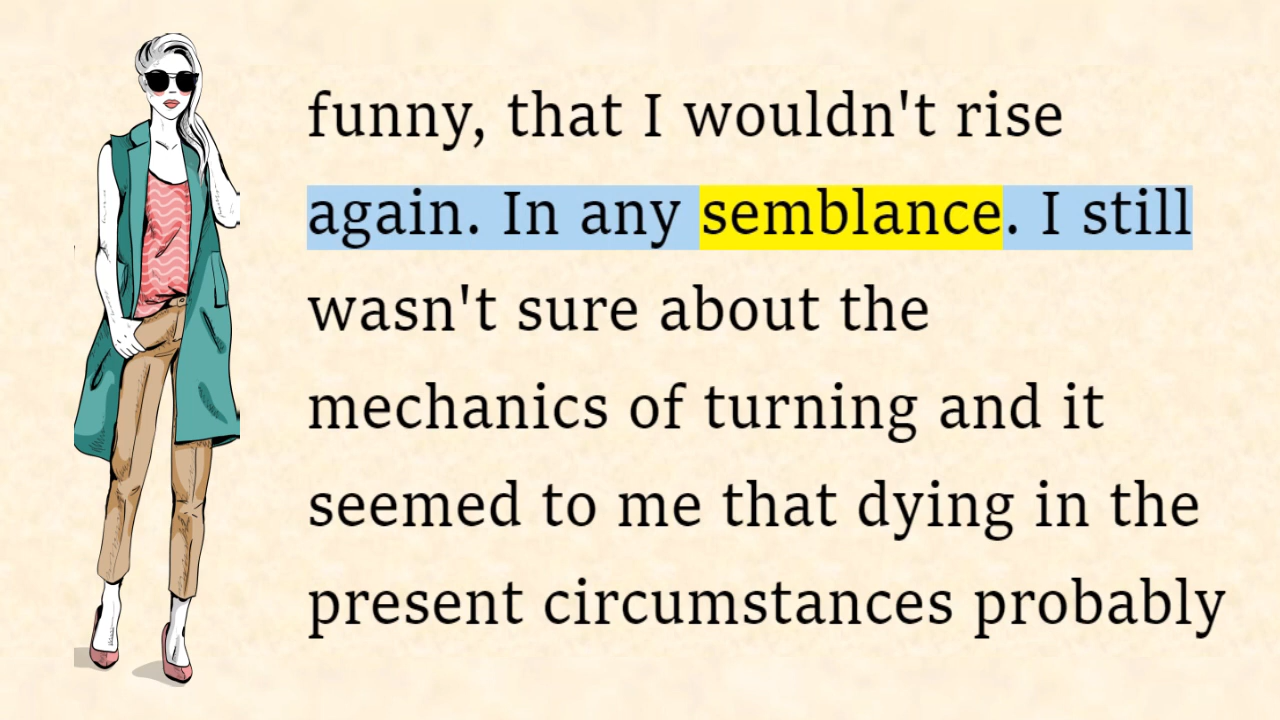 funny, that I wouldn't rise
again. In any semblance. I still
wasn't sure about the
mechanics of turning and it
seemed to me that dying in the
present circumstances probably